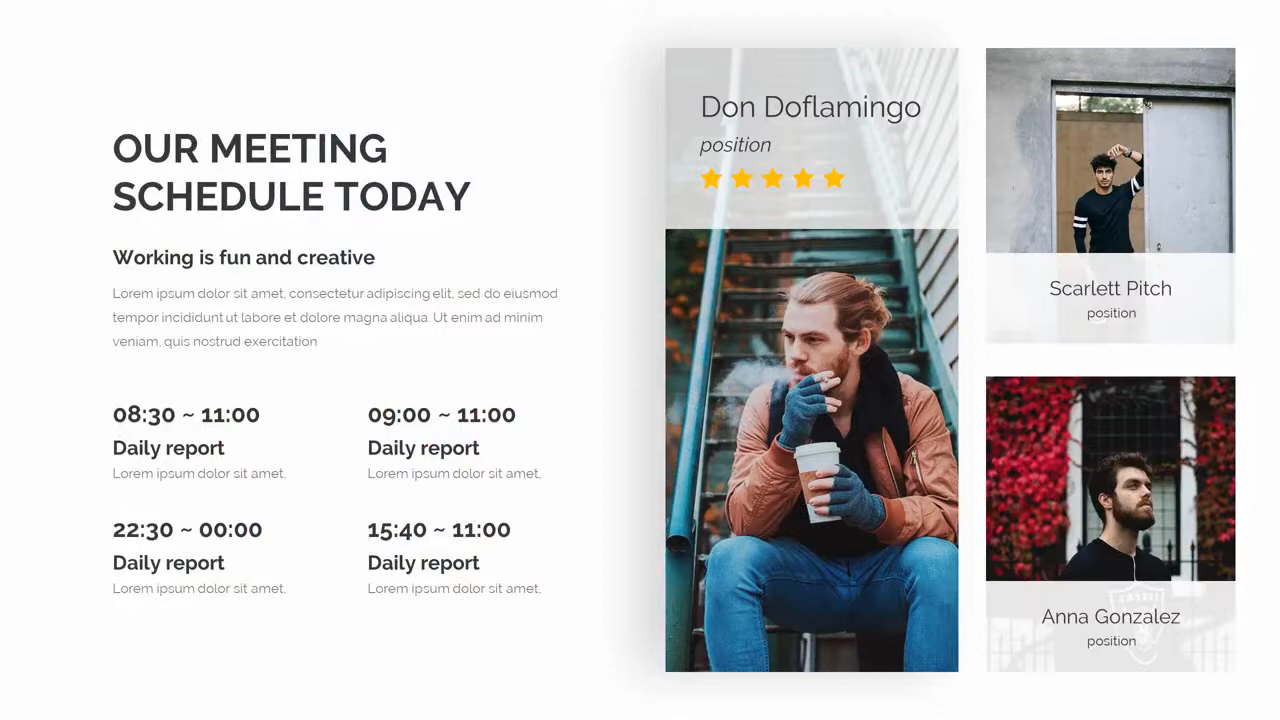 OUR MEETING
SCHEDULE TODAY
Working is fun and creative
Lorem ipsum dolor sit amet, consectetur adipiscing elit, sed do eiusmod
tempor incididunt ut labore et dolore magna aliqua. Ut enim ad minim
veniam, quis nostrud exercitation
08:30 ~ 11:00
Daily report
Lorem ipsum dolor sit amet,
09:00 ~ 11:00
Daily report
Lorem ipsum dolor sit amet,
22:30 ~ 00:00
Daily report
Lorem ipsum dolor sit amet,
15:40 ~ 11:00
Daily report
Lorem ipsum dolor sit amet,
Don Doflamingo
position
Scarlett Pitch
position
Anna Gonzalez
position